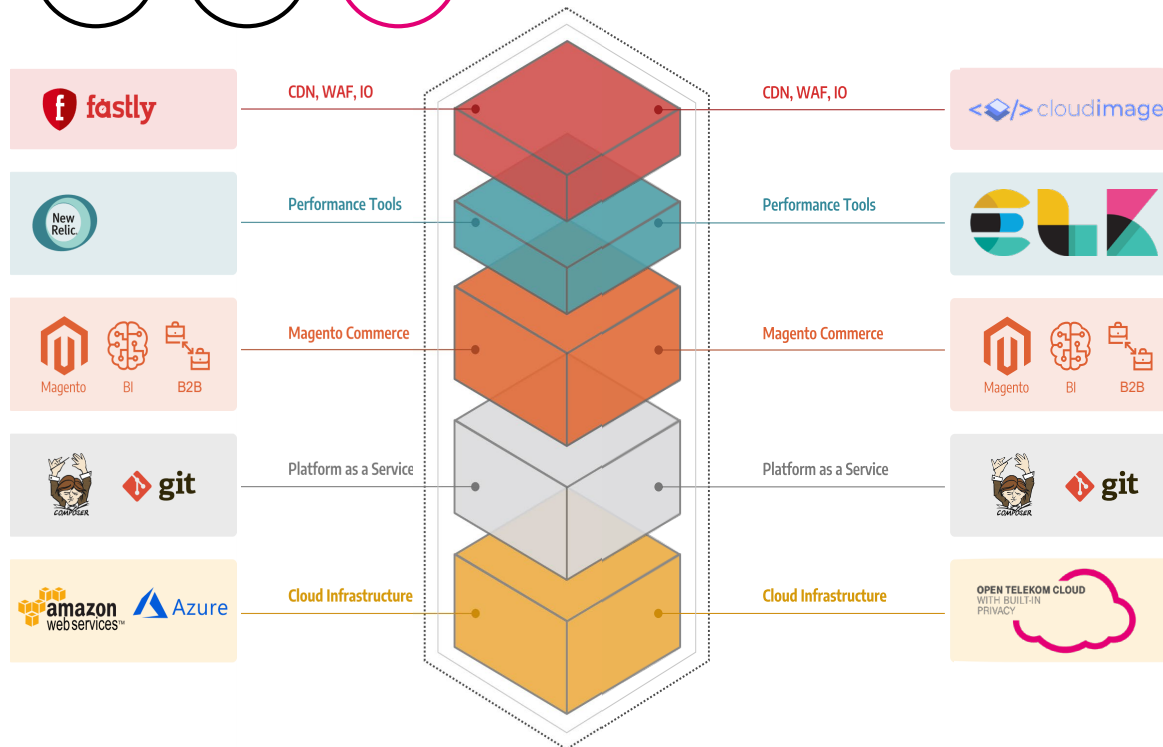 fastly
CDN, WAF, IO
CDN, WAF, IO
</>cloudimage
New
Relic.
Performance Tools
Performance Tools
ELK
Magento
BI
B2B
Magento Commerce
Magento Commerce
Magento
BI
B2B
COMPOSER
git
Platform as a Service
Platform as a Service
COMPOSER
git
amazon
webservices™
Azure
Cloud Infrastructure
Cloud Infrastructure
OPEN TELEKOM CLOUD
WITH BUILT-IN
PRIVACY